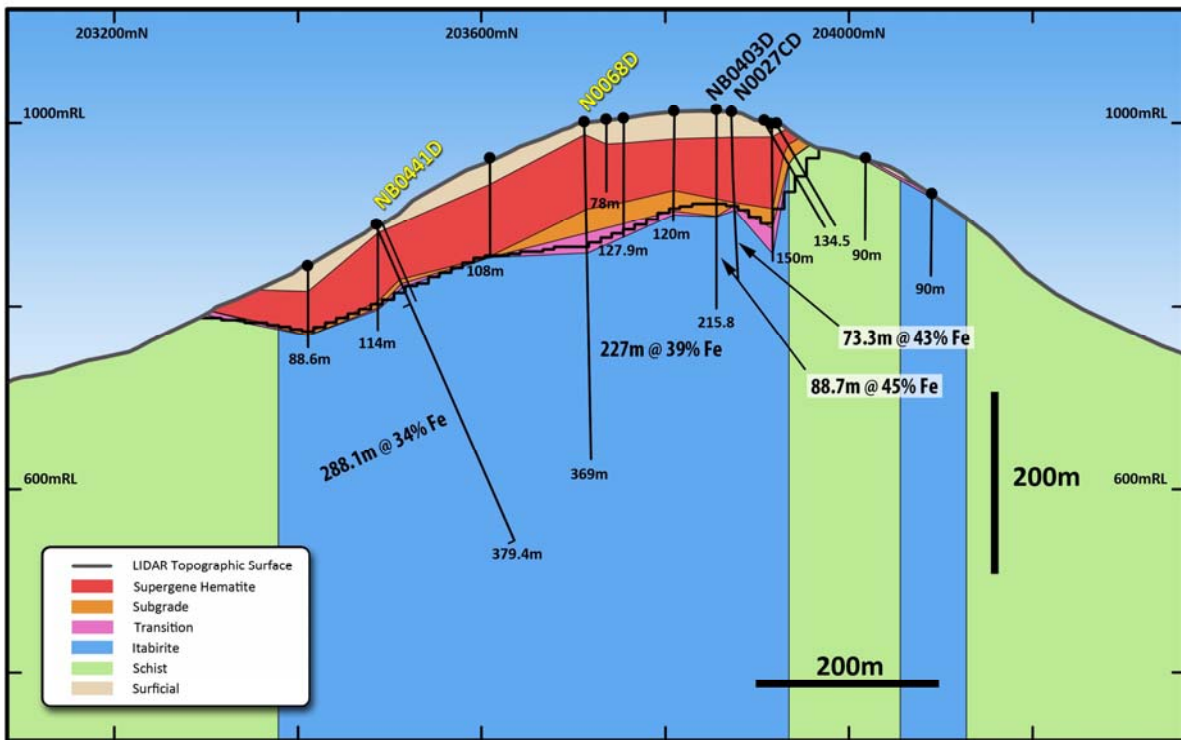 203200mN
203600mN
204000mN
1000mRL
1000mRL
NB0441D
N0068D
NB0403D
N0027CD
78m
88.6m
114m
108m
127.9m
120m
150m
134.5
90m
90m
215.8
227m @ 39% Fe
73.3m @ 43% Fe
88.7m @ 45% Fe
288.1m @ 34% Fe
369m
379.4m
600mRL
600mRL
200m
200m
LIDAR Topographic Surface
Supergene Hematite
Subgrade
Transition
Itabirite
Schist
Surficial